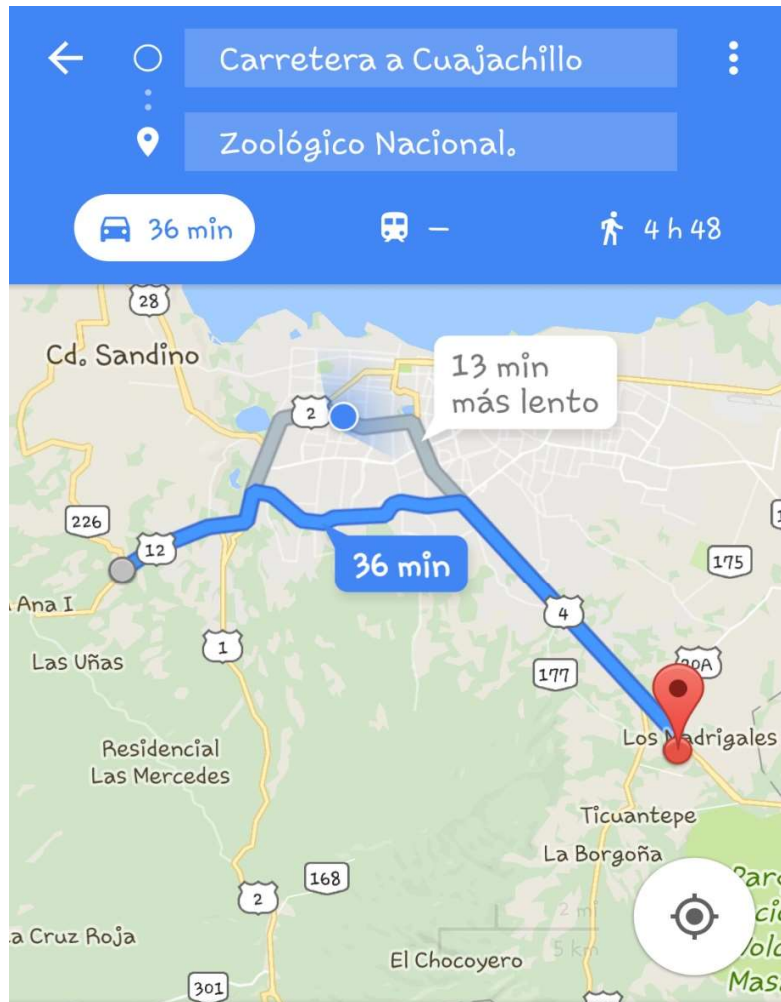 Carretera a Cuajachillo
Zoológico Nacional.
36 min
—
4 h 48
28
Cd. Sandino
13 min
más lento
2
226
12
36 min
175
Ana I
4
1
Las Uñas
177
20A
Los Madrigales
Residencial
Las Mercedes
Ticuantepe
La Borgoña
168
2
2 mi
5 km
a Cruz Roja
El Chocoyero
Mas
301